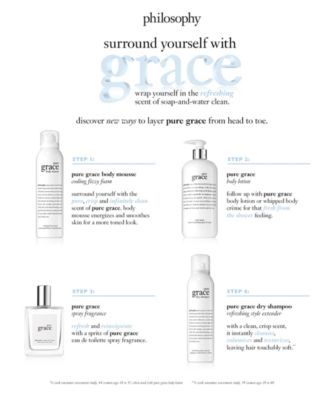 philosophy
surround yourself with
grace
wrap yourself in the refreshing
scent of soap-and-water clean.
discover new ways to layer pure grace from head to toe.
STEP 1:
pure grace body mousse
cooling fizzy foam
surround yourself with the
pure, crisp and infinitely clean
scent of pure grace. body
mousse energizes and smoothes
skin for a more toned look.
STEP 2:
pure grace
body lotion
follow up with pure grace
body lotion or whipped body
crème for that fresh from
the shower feeling.
STEP 3:
pure grace
spray fragrance
refresh and reinvigorate
with a spritz of pure grace
eau de toilette spray fragrance.
STEP 4:
pure grace dry shampoo
refreshing style extender
with a clean, crisp scent,
it instantly cleanses,
volumizes and texturizes,
leaving hair touchably soft.
grace
grace
grace
grace